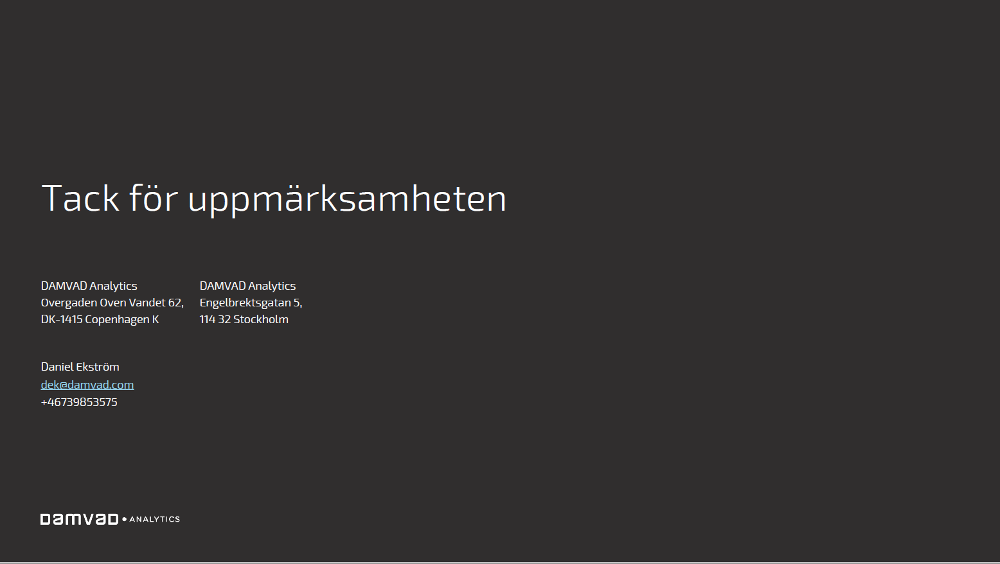 Tack för uppmärksamheten
DAMVAD Analytics
Overgaden Oven Vandet 62,
DK-1415 Copenhagen K
DAMVAD Analytics
Engelbrektsgatan 5,
114 32 Stockholm
Daniel Ekström
dek@damvad.com
+46739853575
DAMVAD • ANALYTICS